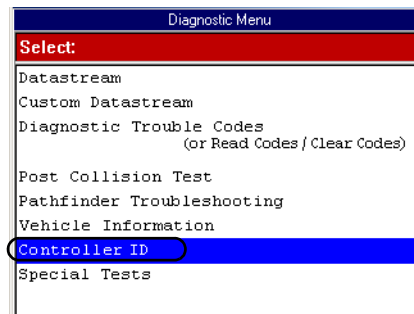 Diagnostic Menu
Select:
Datastream
Custom Datastream
Diagnostic Trouble Codes
(or Read Codes / Clear Codes)
Post Collision Test
Pathfinder Troubleshooting
Vehicle Information
Controller ID
Special Tests